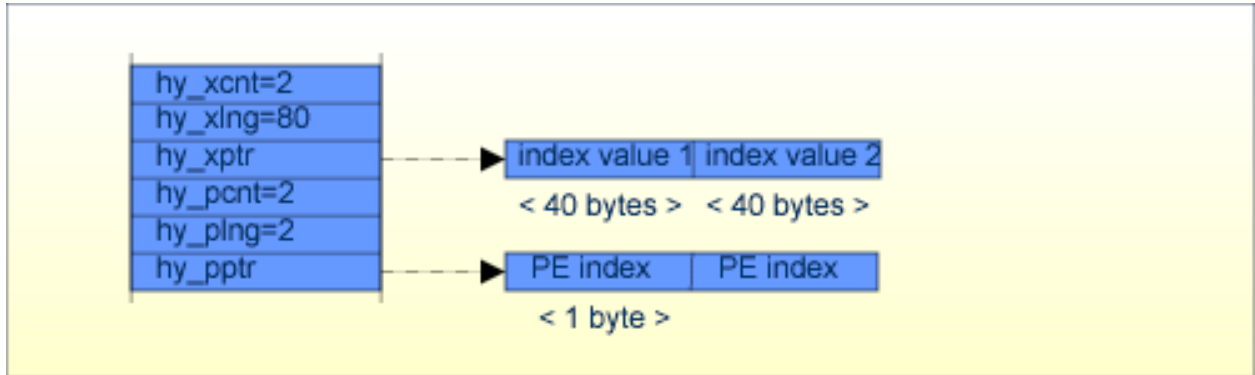 hy_xcnt=2
hy_xlng=80
hy_xptr index value 1 index value 2
hy_pcnt=2 < 40 bytes > < 40 bytes >
hy_plng=2
hy_pptr PE index PE index
< 1 byte >